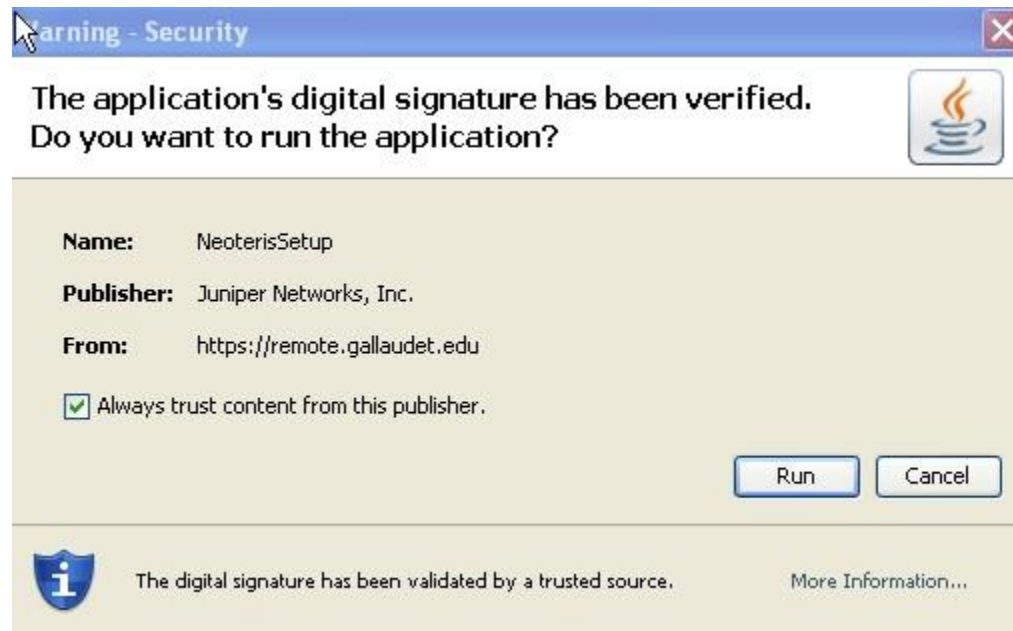 arning - Security
The application's digital signature has been verified.
Do you want to run the application?
Name: NeoterisSetup
Publisher: Juniper Networks, Inc.
From: https://remote.gallaudet.edu
Always trust content from this publisher.
Run Cancel
The digital signature has been validated by a trusted source. More Information...